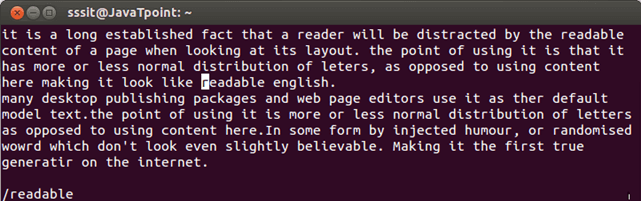 sssit@JavaTpoint: ~
it is a long established fact that a reader will be distracted by the readable
content of a page when looking at its layout. the point of using it is that it
has more or less normal distribution of leters, as opposed to using content
here making it look like readable english.
many desktop publishing packages and web page editors use it as ther default
model text.the point of using it is more or less normal distribution of letters
as opposed to using content here.In some form by injected humour, or randomised
wowrd which don't look even slightly believable. Making it the first true
generatir on the internet.
/readable